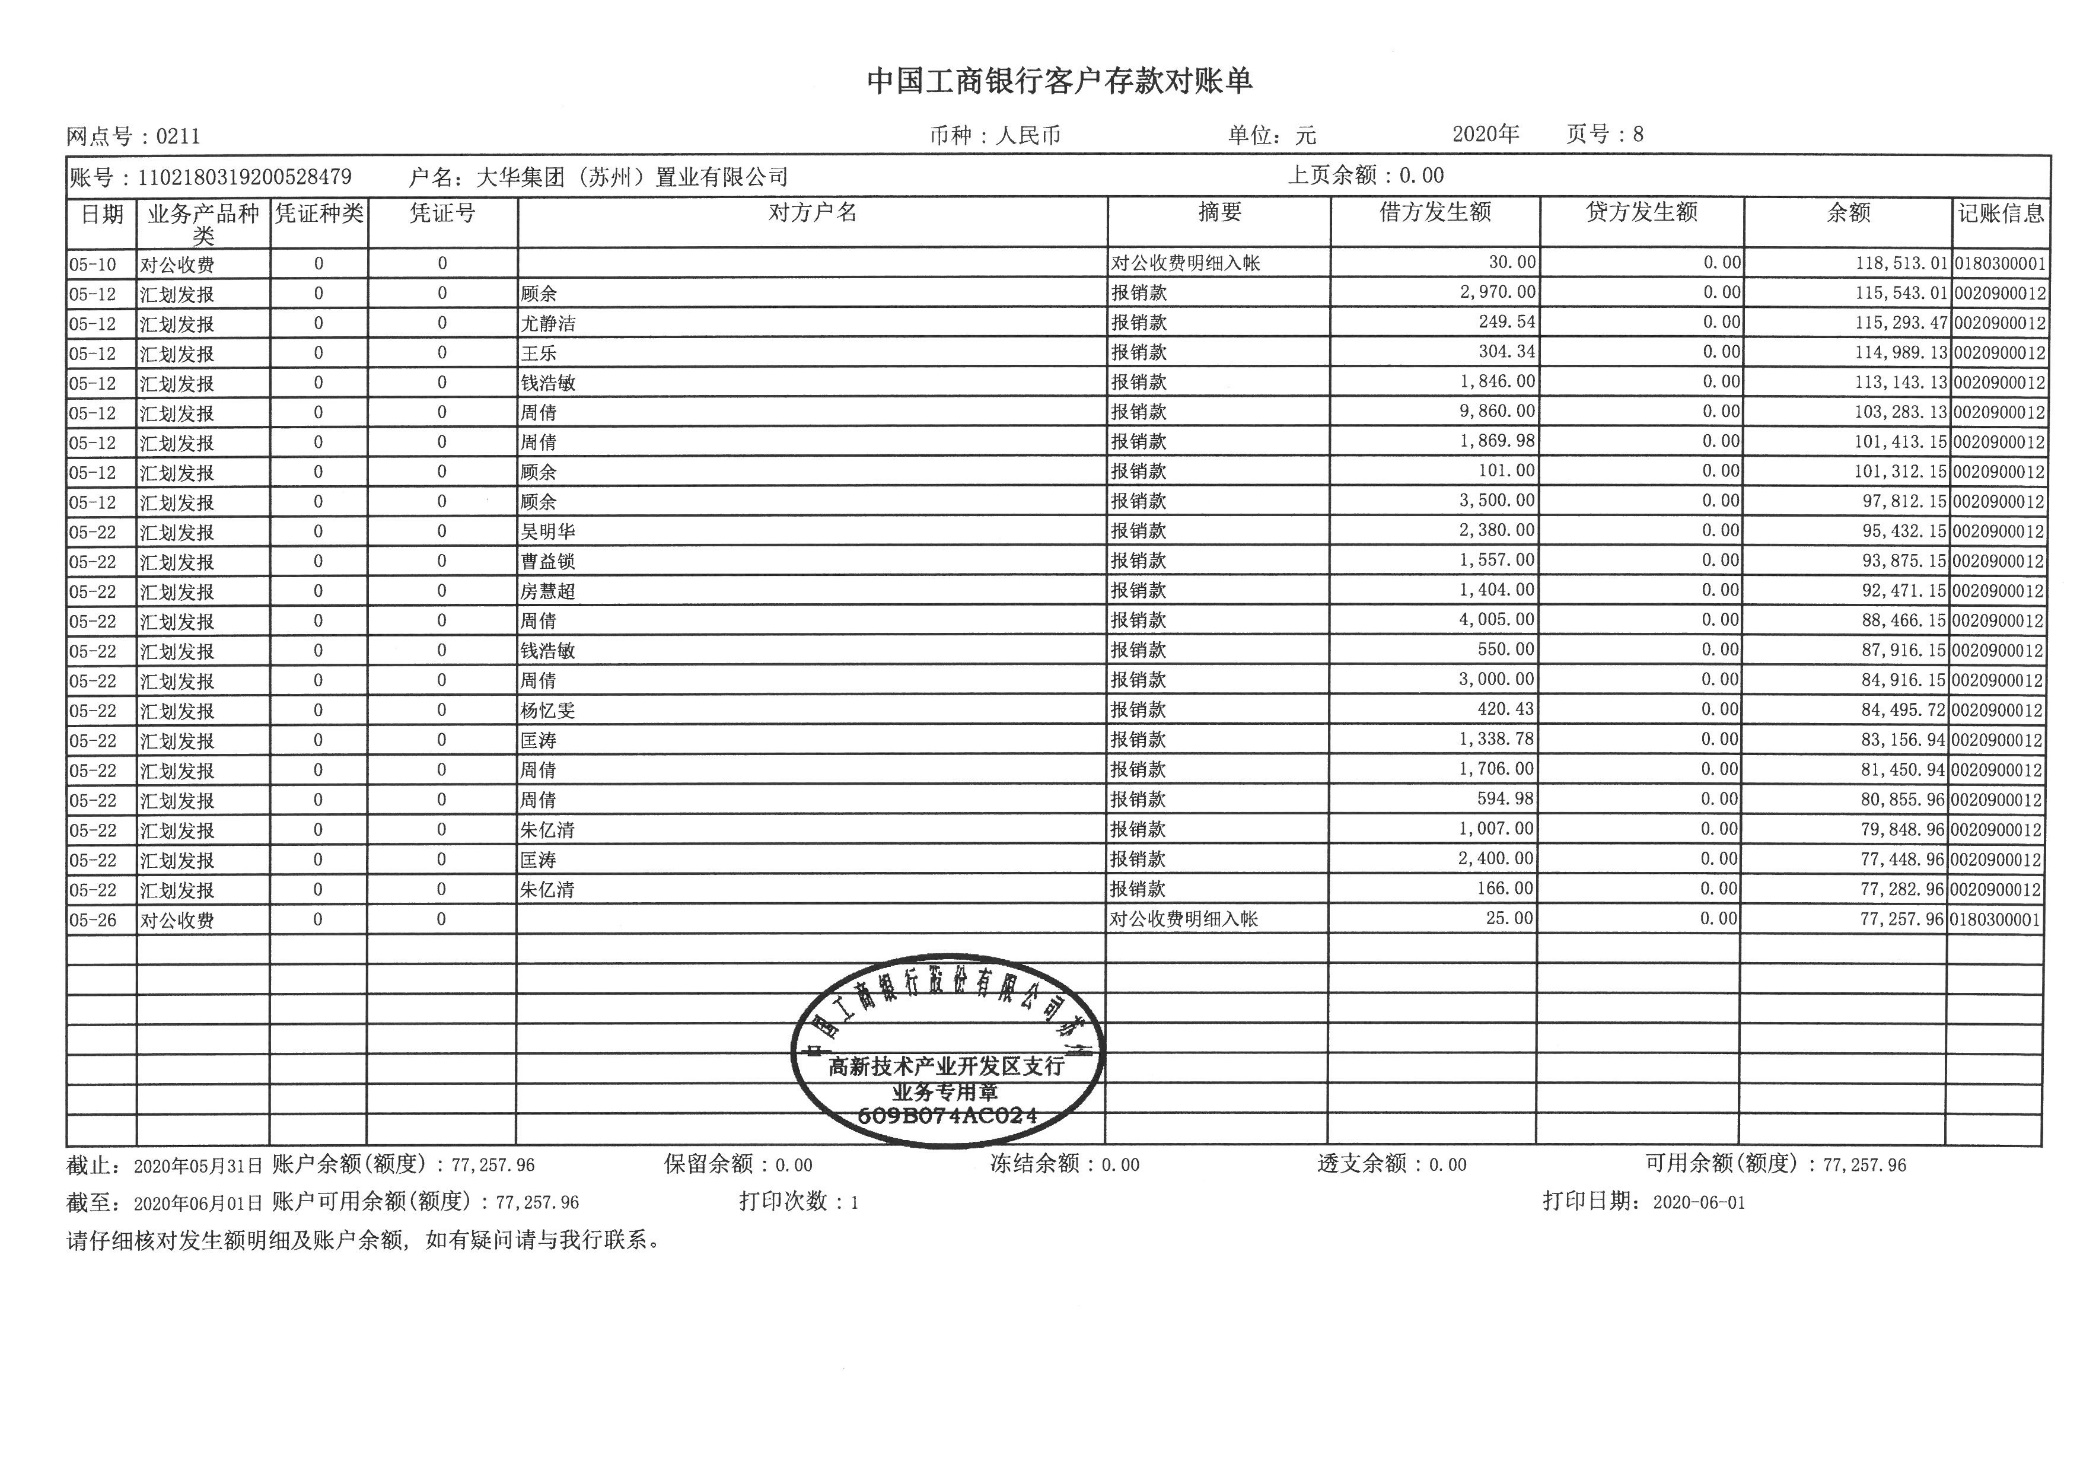 中国工商银行客户存款对账单
网点号:0211 币种:人民币 单位:元 2020年 页号:8
账号:1102180319200528479 户名:大华集团(苏州)置业有限公司 上页余额:0.00
日期 业务产品种类 凭证种类 凭证号 对方户名 摘要 借方发生额 贷方发生额 余额 记账信息
05-10 对公收费 0 0 对公收费明细入帐 30.00 0.00 118,513.01 0180300001
05-12 汇划发报 0 0 顾余 报销款 2,970.00 0.00 115,543.01 0020900012
05-12 汇划发报 0 0 尤静洁 报销款 249.54 0.00 115,293.47 0020900012
05-12 汇划发报 0 0 王乐 报销款 304.34 0.00 114,989.13 0020900012
05-12 汇划发报 0 0 钱浩敏 报销款 1,846.00 0.00 113,143.13 0020900012
05-12 汇划发报 0 0 周倩 报销款 9,860.00 0.00 103,283.13 0020900012
05-12 汇划发报 0 0 周倩 报销款 1,869.98 0.00 101,413.15 0020900012
05-12 汇划发报 0 0 顾余 报销款 101.00 0.00 101,312.15 0020900012
05-12 汇划发报 0 0 顾余 报销款 3,500.00 0.00 97,812.15 0020900012
05-22 汇划发报 0 0 吴明华 报销款 2,380.00 0.00 95,432.15 0020900012
05-22 汇划发报 0 0 曹益锁 报销款 1,557.00 0.00 93,875.15 0020900012
05-22 汇划发报 0 0 房慧超 报销款 1,404.00 0.00 92,471.15 0020900012
05-22 汇划发报 0 0 周倩 报销款 4,005.00 0.00 88,466.15 0020900012
05-22 汇划发报 0 0 钱浩敏 报销款 550.00 0.00 87,916.15 0020900012
05-22 汇划发报 0 0 周倩 报销款 3,000.00 0.00 84,916.15 0020900012
05-22 汇划发报 0 0 杨忆雯 报销款 420.43 0.00 84,495.72 0020900012
05-22 汇划发报 0 0 匡涛 报销款 1,338.78 0.00 83,156.94 0020900012
05-22 汇划发报 0 0 周倩 报销款 1,706.00 0.00 81,450.94 0020900012
05-22 汇划发报 0 0 周倩 报销款 594.98 0.00 80,855.96 0020900012
05-22 汇划发报 0 0 朱亿清 报销款 1,007.00 0.00 79,848.96 0020900012
05-22 汇划发报 0 0 匡涛 报销款 2,400.00 0.00 77,448.96 0020900012
05-22 汇划发报 0 0 朱亿清 报销款 166.00 0.00 77,282.96 0020900012
05-26 对公收费 0 0 对公收费明细入帐 25.00 0.00 77,257.96 0180300001
中国工商银行股份有限公司苏州
高新技术产业开发区支行
业务专用章
609B074AC024
截止:2020年05月31日 账户余额(额度):77,257.96 保留余额:0.00 冻结余额:0.00 透支余额:0.00 可用余额(额度):77,257.96
截至:2020年06月01日 账户可用余额(额度):77,257.96 打印次数:1 打印日期:2020-06-01
请仔细核对发生额明细及账户余额,如有疑问请与我行联系。